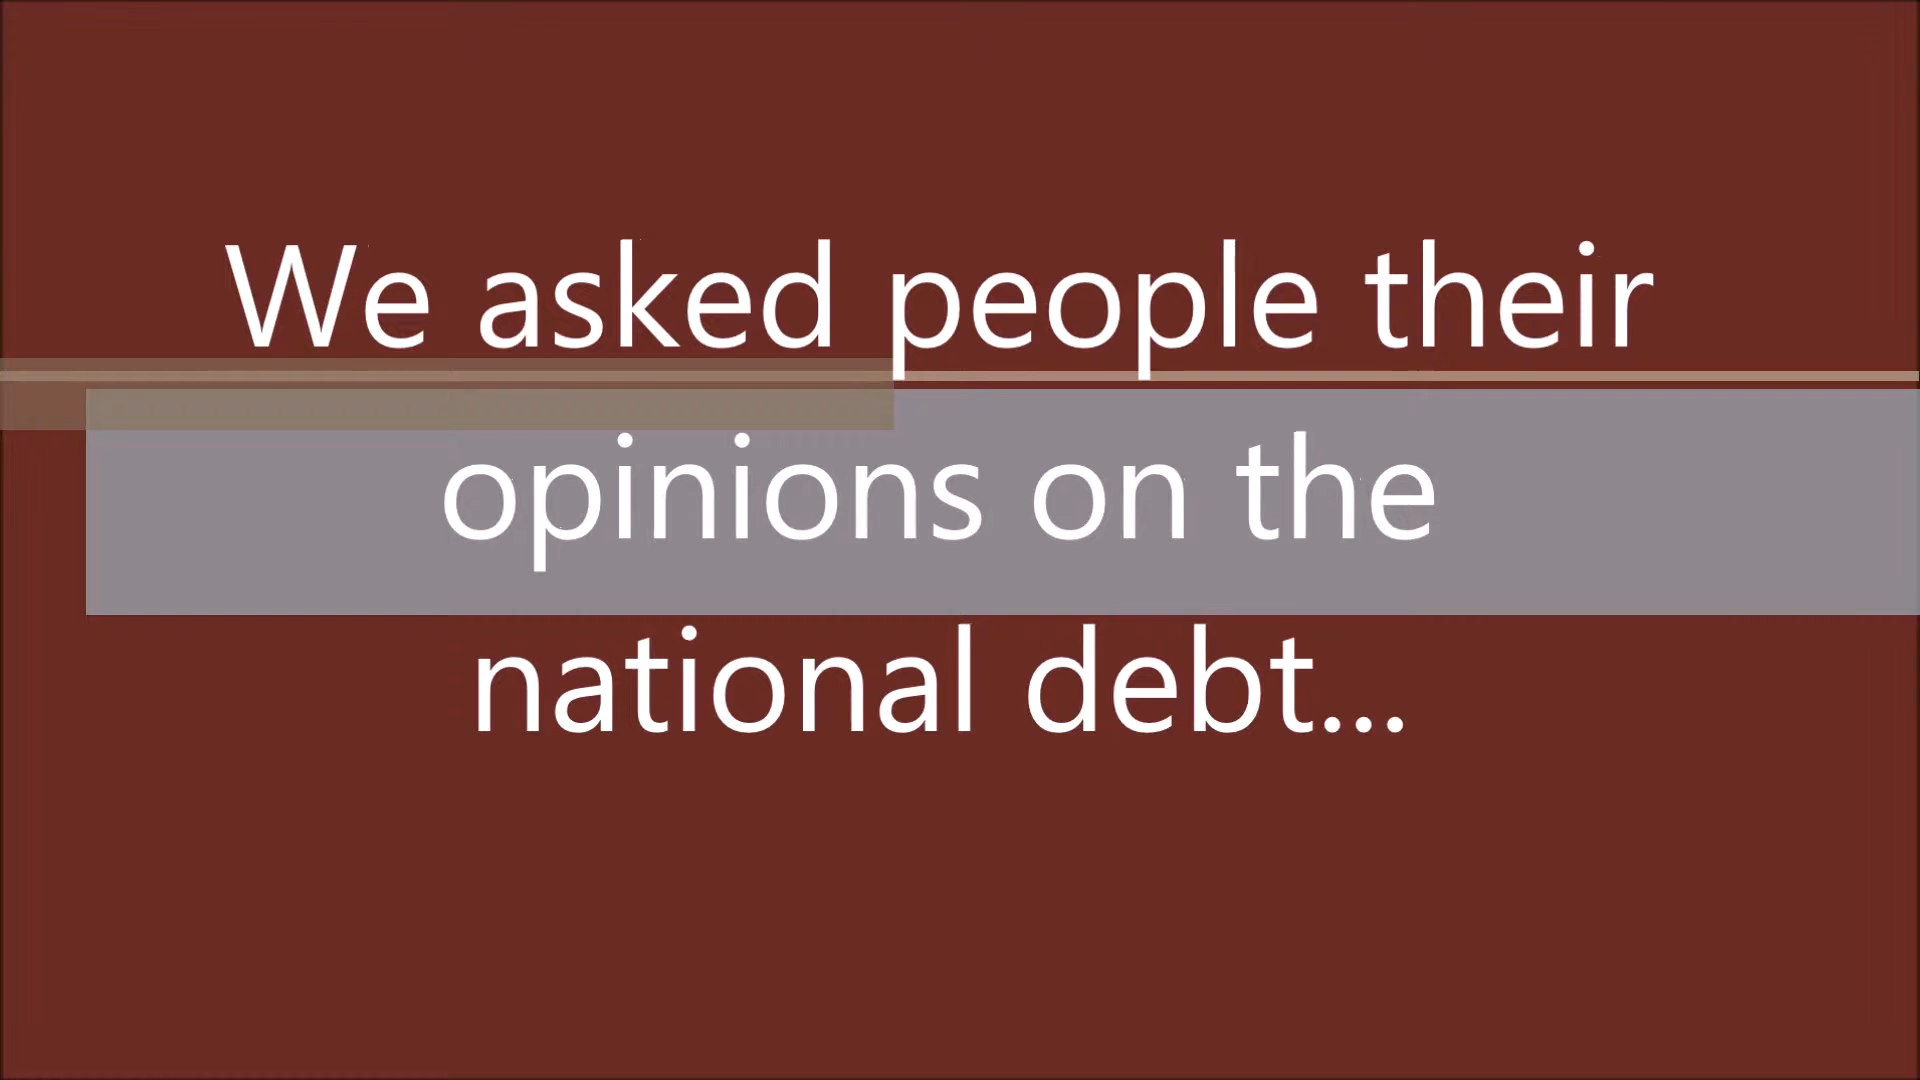 We asked people their
opinions on the
national debt...